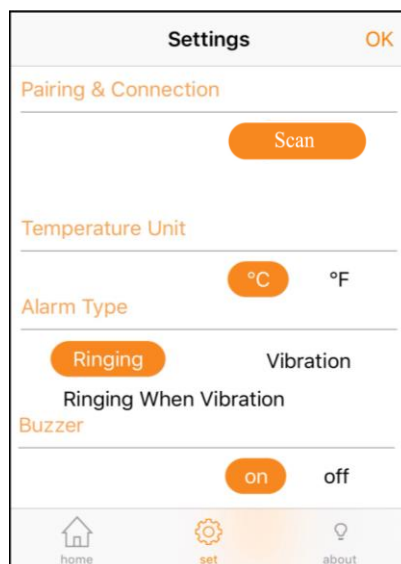 Settings OK
Pairing & Connection
Scan
Temperature Unit
°C °F
Alarm Type
Ringing Vibration
Ringing When Vibration
Buzzer
on off
home set about